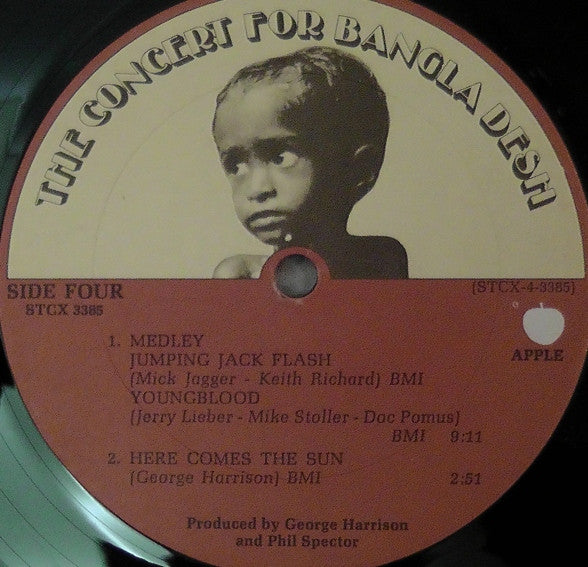 THE CONCERT FOR BANGLA DESH
SIDE FOUR
STCX 3385
(STCX-4-3385)
APPLE
1. MEDLEY
JUMPING JACK FLASH
(Mick Jagger - Keith Richard) BMI
YOUNGBLOOD
(Jerry Lieber - Mike Stoller - Doc Pomus)
BMI 9:11
2. HERE COMES THE SUN
(George Harrison) BMI 2:51
Produced by George Harrison
and Phil Spector